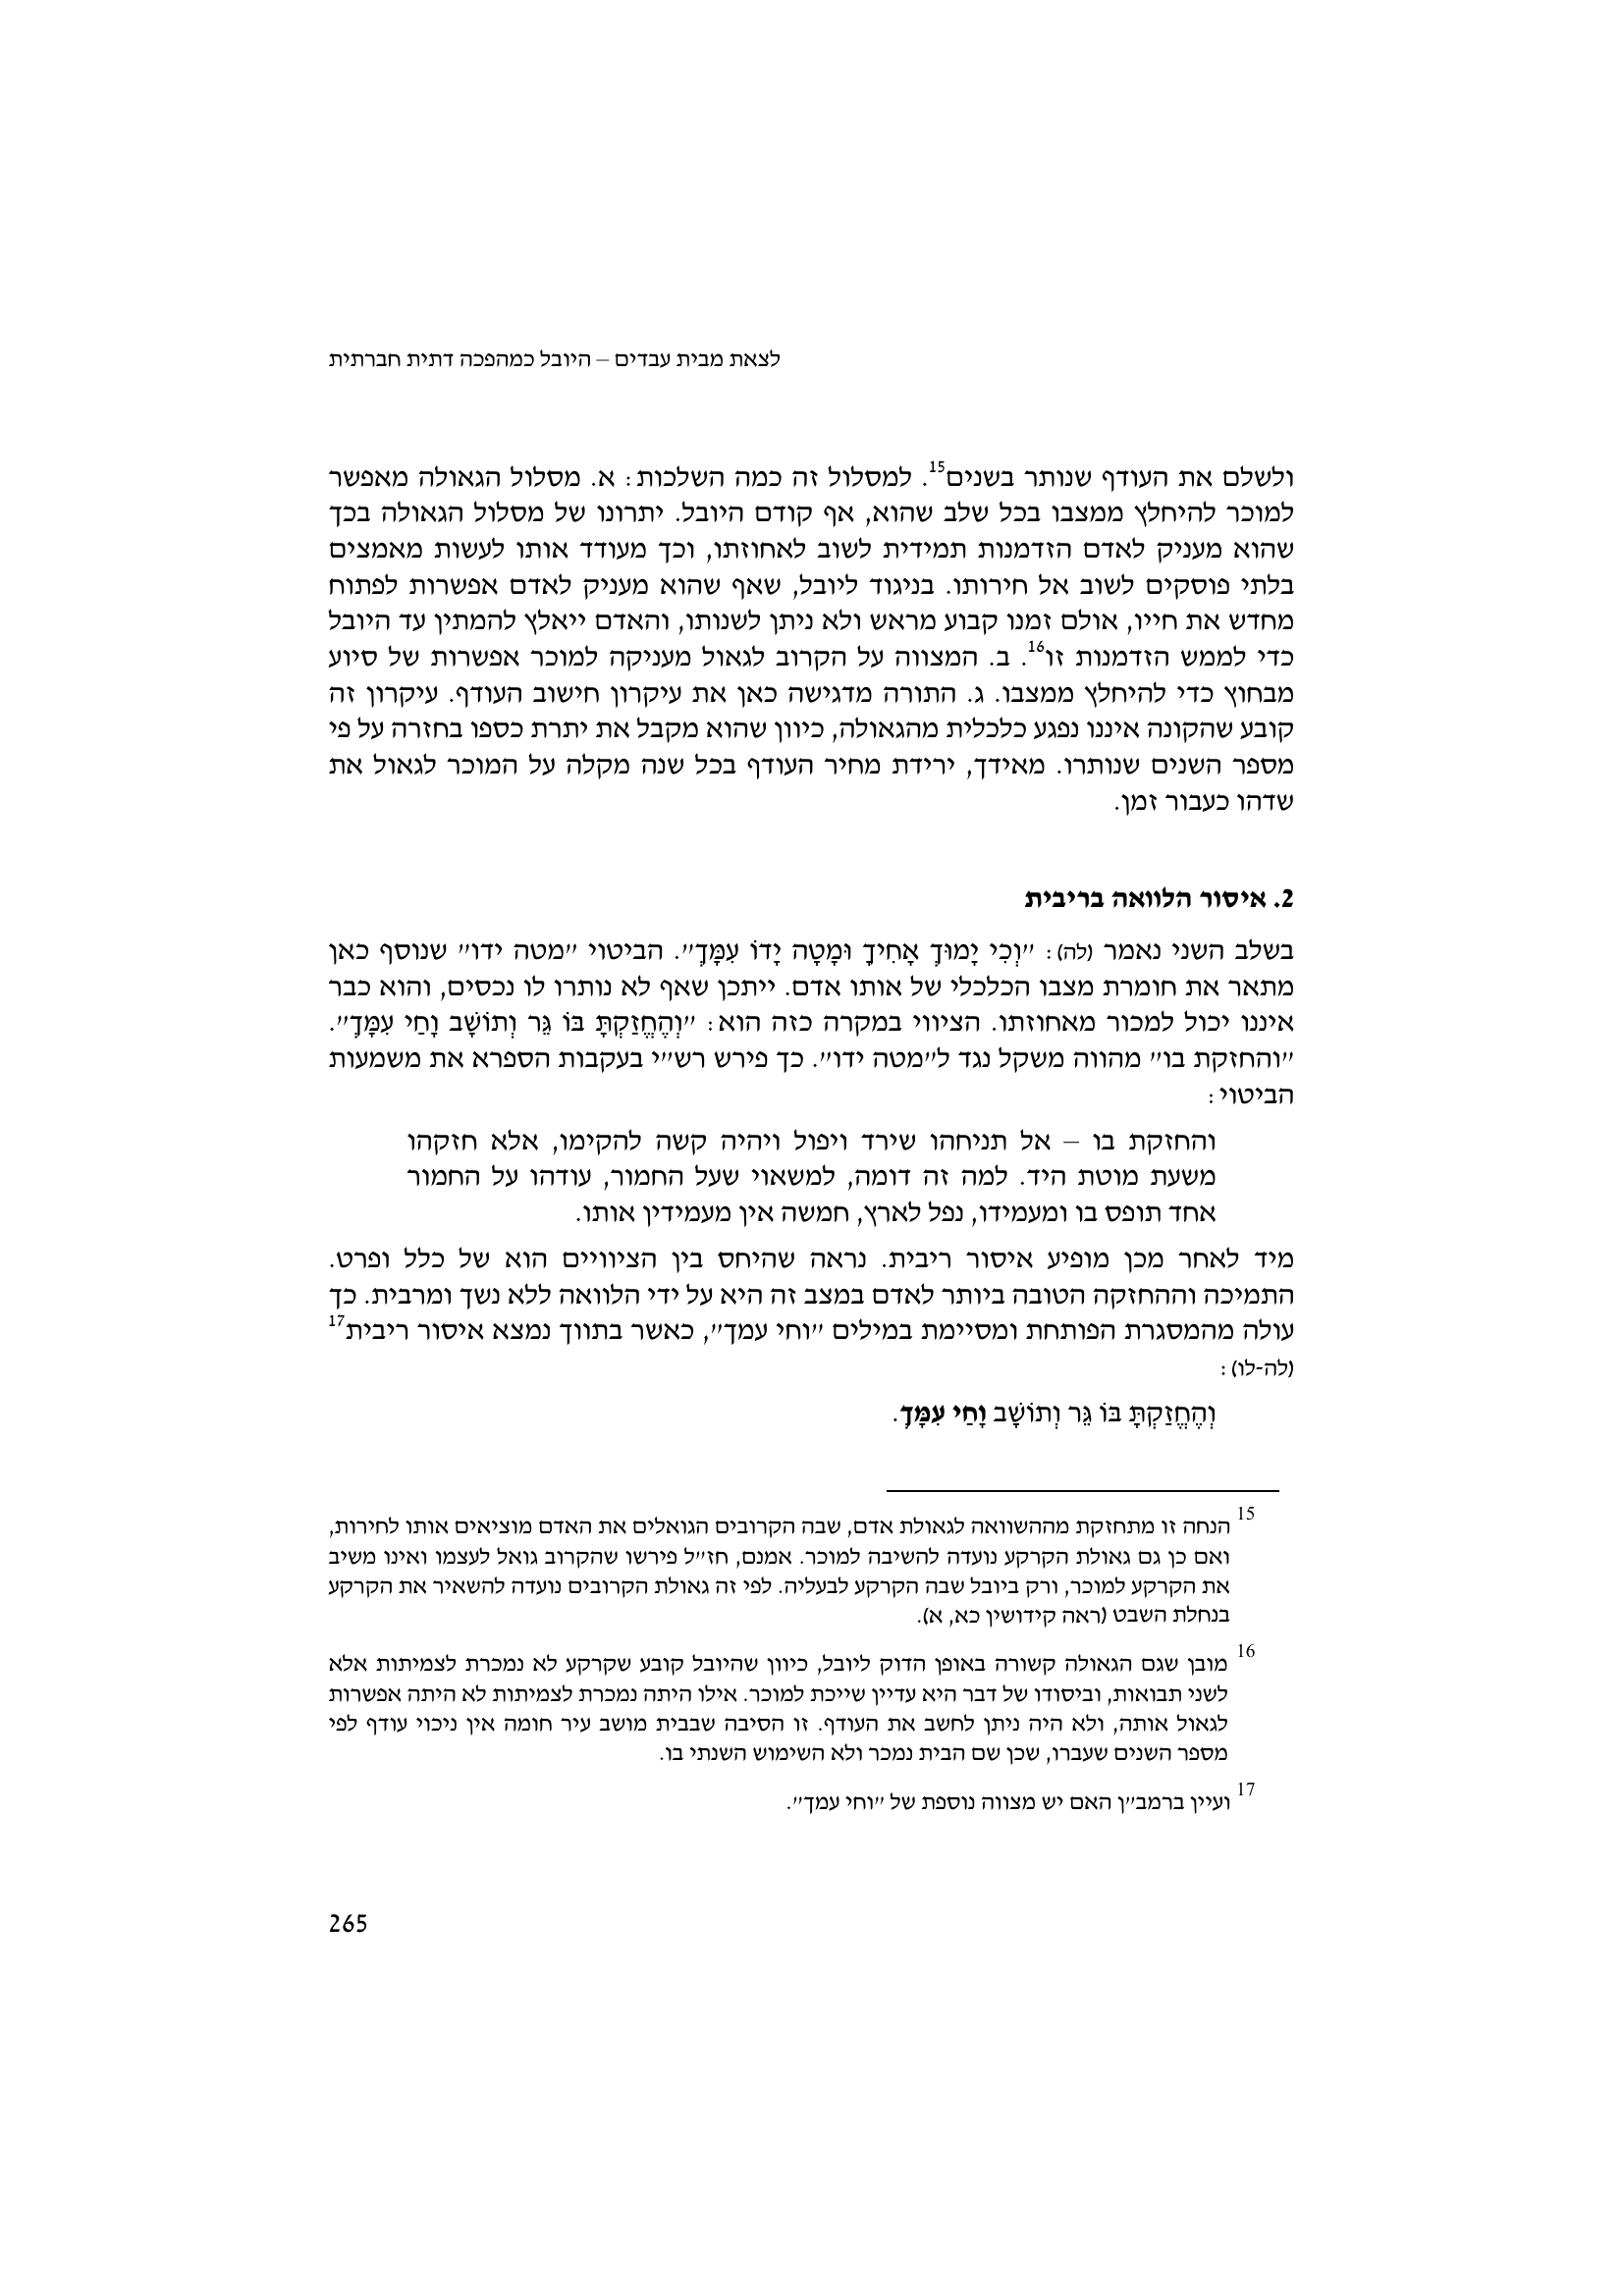 לצאת מבית עבדים – היובל כמהפכה דתית חברתית
ולשלם את העודף שנותר בשנים15. למסלול זה כמה השלכות: א. מסלול הגאולה מאפשר
למוכר להיחלץ ממצבו בכל שלב שהוא, אף קודם היובל. יתרונו של מסלול הגאולה בכך
שהוא מעניק לאדם הזדמנות תמידית לשוב לאחוזתו, וכך מעודד אותו לעשות מאמצים
בלתי פוסקים לשוב אל חירותו. בניגוד ליובל, שאף שהוא מעניק לאדם אפשרות לפתוח
מחדש את חייו, אולם זמנו קבוע מראש ולא ניתן לשנותו, והאדם ייאלץ להמתין עד היובל
כדי לממש הזדמנות זו16. ב. המצווה על הקרוב לגאול מעניקה למוכר אפשרות של סיוע
מבחוץ כדי להיחלץ ממצבו. ג. התורה מדגישה כאן את עיקרון חישוב העודף. עיקרון זה
קובע שהקונה איננו נפגע כלכלית מהגאולה, כיוון שהוא מקבל את יתרת כספו בחזרה על פי
מספר השנים שנותרו. מאידך, ירידת מחיר העודף בכל שנה מקלה על המוכר לגאול את
שדהו כעבור זמן.
2. איסור הלוואה בריבית
בשלב השני נאמר (לה): ״וְכִי יָמוּךְ אָחִיךָ וּמָטָה יָדוֹ עִמָּךְ״. הביטוי ״מטה ידו״ שנוסף כאן
מתאר את חומרת מצבו הכלכלי של אותו אדם. ייתכן שאף לא נותרו לו נכסים, והוא כבר
איננו יכול למכור מאחוזתו. הציווי במקרה כזה הוא: ״וְהֶחֱזַקְתָּ בּוֹ גֵּר וְתוֹשָׁב וָחַי עִמָּךְ״.
״והחזקת בו״ מהווה משקל נגד ל״מטה ידו״. כך פירש רש״י בעקבות הספרא את משמעות
הביטוי:
והחזקת בו – אל תניחהו שירד ויפול ויהיה קשה להקימו, אלא חזקהו
משעת מוטת היד. למה זה דומה, למשאוי שעל החמור, עודהו על החמור
אחד תופס בו ומעמידו, נפל לארץ, חמשה אין מעמידין אותו.
מיד לאחר מכן מופיע איסור ריבית. נראה שהיחס בין הציוויים הוא של כלל ופרט.
התמיכה וההחזקה הטובה ביותר לאדם במצב זה היא על ידי הלוואה ללא נשך ומרבית. כך
עולה מהמסגרת הפותחת ומסיימת במילים ״וחי עמך״, כאשר בתווך נמצא איסור ריבית17
(לה-לו):
וְהֶחֱזַקְתָּ בּוֹ גֵּר וְתוֹשָׁב וָחַי עִמָּךְ.
15 הנחה זו מתחזקת מההשוואה לגאולת אדם, שבה הקרובים הגואלים את האדם מוציאים אותו לחירות,
ואם כן גם גאולת הקרקע נועדה להשיבה למוכר. אמנם, חז״ל פירשו שהקרוב גואל לעצמו ואינו משיב
את הקרקע למוכר, ורק ביובל שבה הקרקע לבעליה. לפי זה גאולת הקרובים נועדה להשאיר את הקרקע
בנחלת השבט (ראה קידושין כא, א).
16 מובן שגם הגאולה קשורה באופן הדוק ליובל, כיוון שהיובל קובע שקרקע לא נמכרת לצמיתות אלא
לשני תבואות, וביסודו של דבר היא עדיין שייכת למוכר. אילו היתה נמכרת לצמיתות לא היתה אפשרות
לגאול אותה, ולא היה ניתן לחשב את העודף. זו הסיבה שבבית מושב עיר חומה אין ניכוי עודף לפי
מספר השנים שעברו, שכן שם הבית נמכר ולא השימוש השנתי בו.
17 ועיין ברמב״ן האם יש מצווה נוספת של ״וחי עמך״.
265